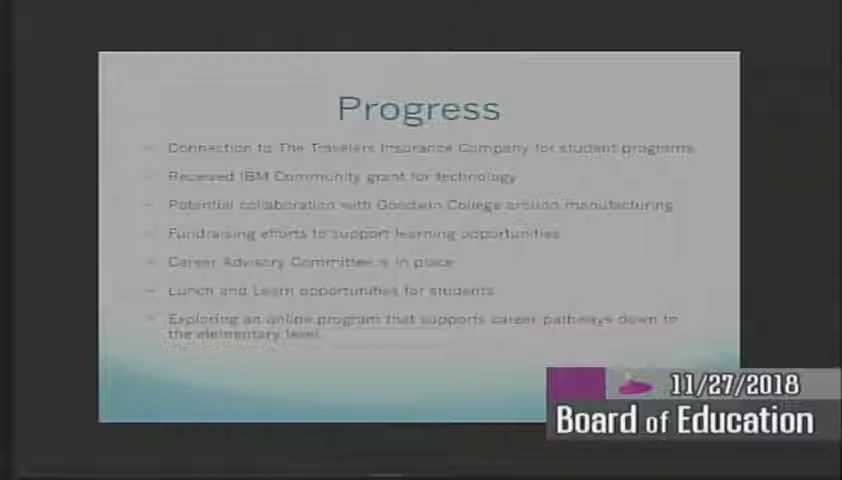 Progress
Connection to The Travelers Insurance Company for student programs
Received IBM Community grant for technology
Potential collaboration with Goodwin College around manufacturing
Fundraising efforts to support learning opportunities
Career Advisory Committee is in place
Lunch and Learn opportunities for students
Exploring an online program that supports career pathways down to
the elementary level
11/27/2018
Board of Education